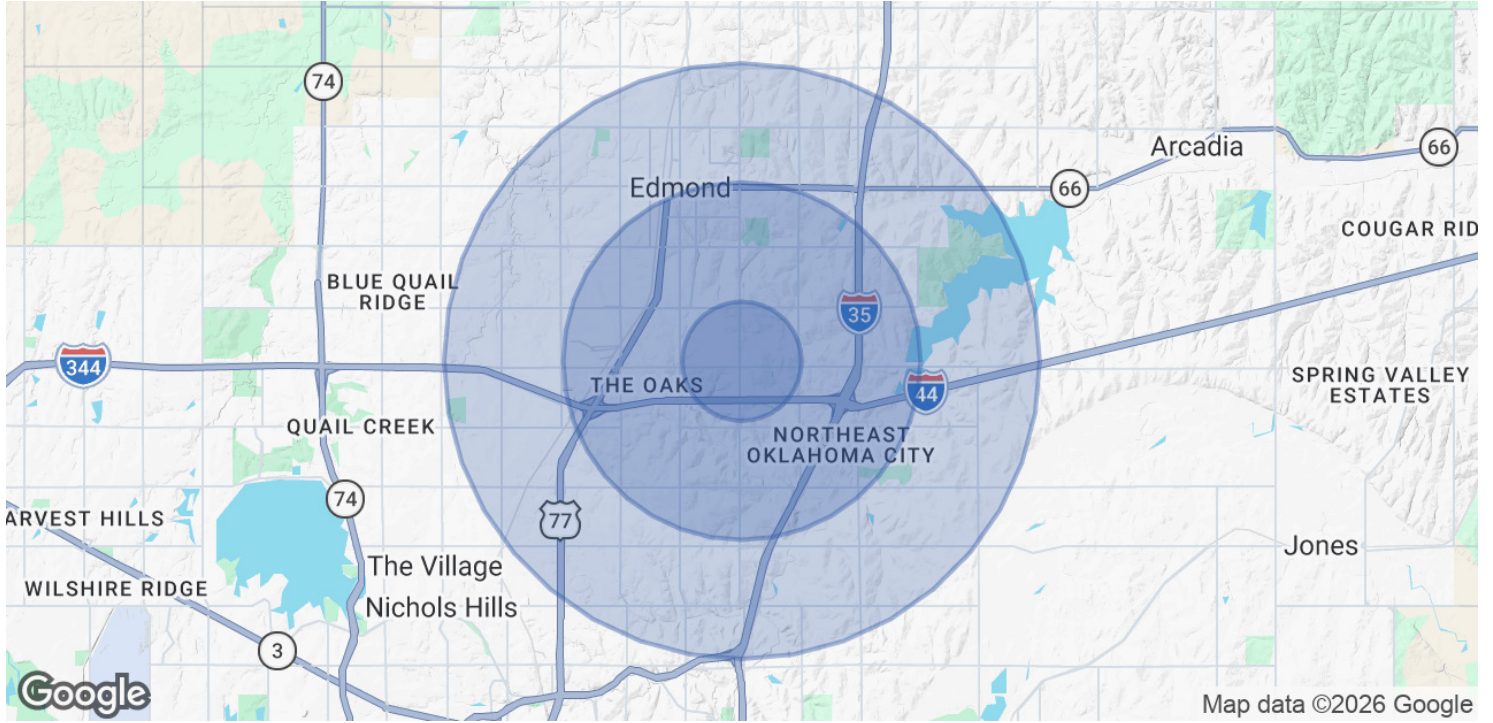 74
Arcadia
66
Edmond
66
COUGAR RID
BLUE QUAIL
RIDGE
35
344
THE OAKS
44
SPRING VALLEY
ESTATES
QUAIL CREEK
NORTHEAST
OKLAHOMA CITY
74
ARVEST HILLS
77
Jones
The Village
WILSHIRE RIDGE
Nichols Hills
3
Google
Map data ©2026 Google